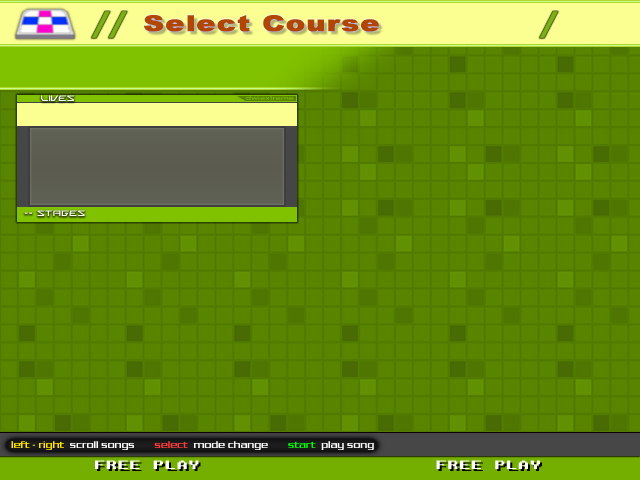 // Select Course /
LIVES
-- STAGES
left - right scroll songs select mode change start play song
FREE PLAY FREE PLAY